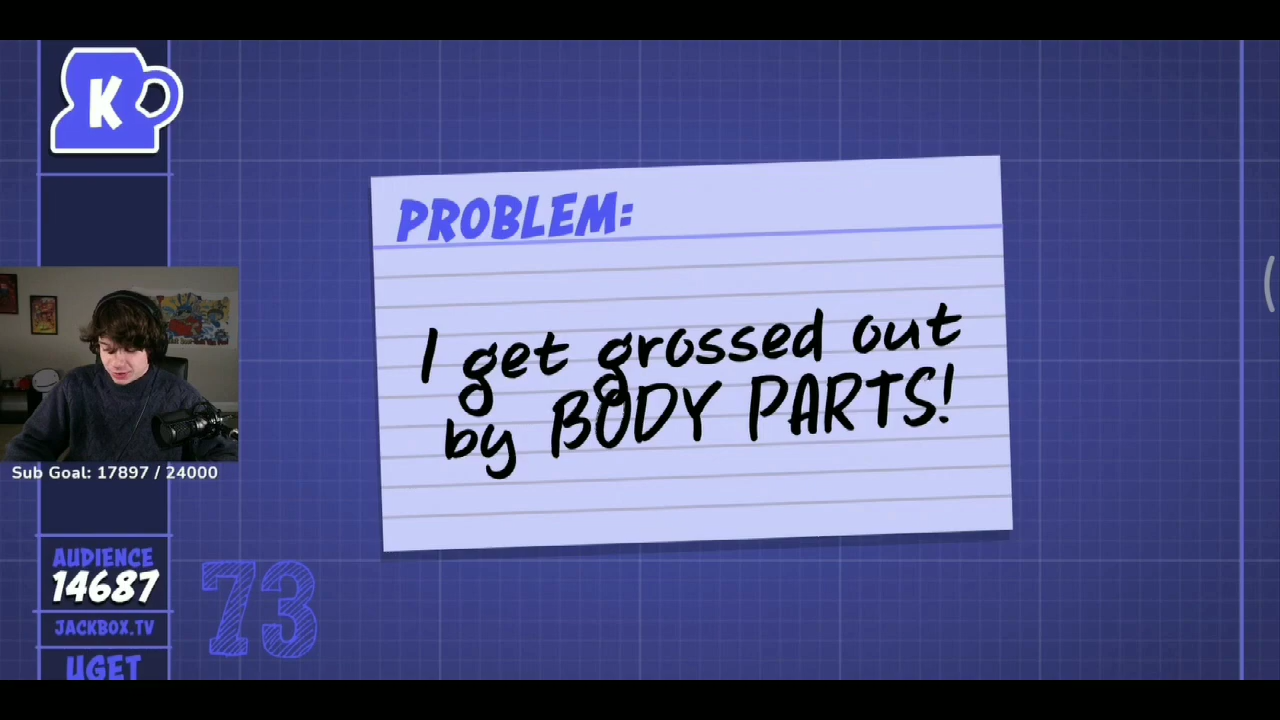 K
PROBLEM:
I get grossed out
by BODY PARTS!
Sub Goal: 17897 / 24000
AUDIENCE
14687
JACKBOX.TV
UGET
73